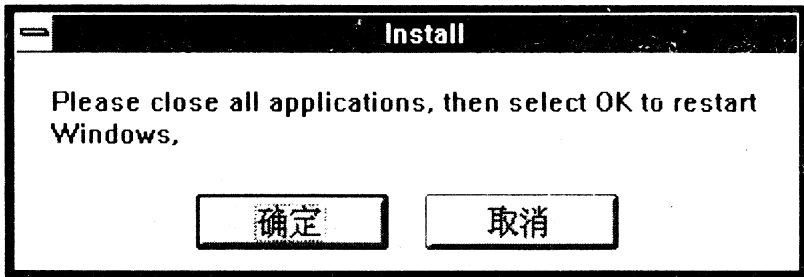 Install
Please close all applications, then select OK to restart
Windows,
确定 取消